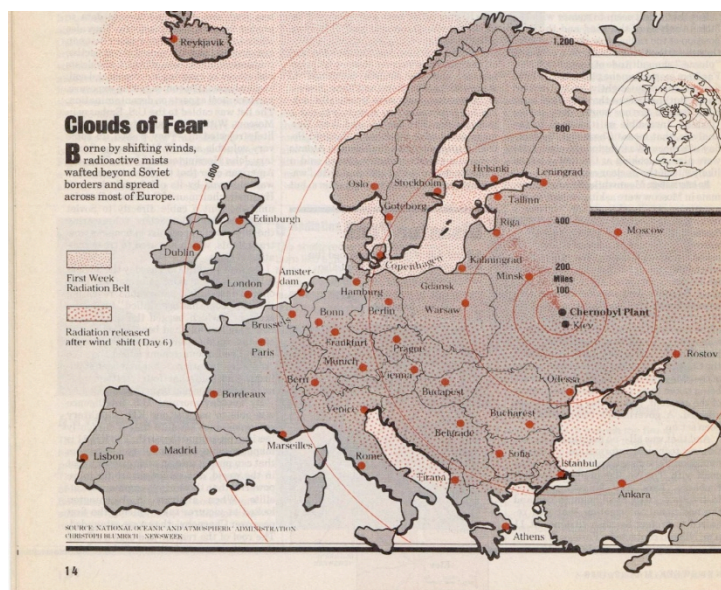 Reykjavik
1,200
Clouds of Fear
Borne by shifting winds,
radioactive mists
wafted beyond Soviet
borders and spread
across most of Europe.
800
1,600
Helsinki
Leningrad
Oslo
Stockholm
Tallinn
Goteborg
Edinburgh
Riga
400
Moscow
Dublin
Copenhagen
Kaliningrad
First Week
Radiation Belt
200
Miles
100
Minsk
Amster-
dam
Hamburg
Gdansk
London
Berlin
Warsaw
Chernobyl Plant
Kiev
Radiation released
after wind shift (Day 6)
Brussels
Bonn
Frankfurt
Prague
Paris
Rostov
Munich
Vienna
Bern
Budapest
Odessa
Bordeaux
Venice
Bucharest
Belgrade
Marseilles
Madrid
Lisbon
Rome
Sofia
Istanbul
Titana
Ankara
Athens
SOURCE: NATIONAL OCEANIC AND ATMOSPHERIC ADMINISTRATION
CHRISTOPH BLUMRICH—NEWSWEEK
14